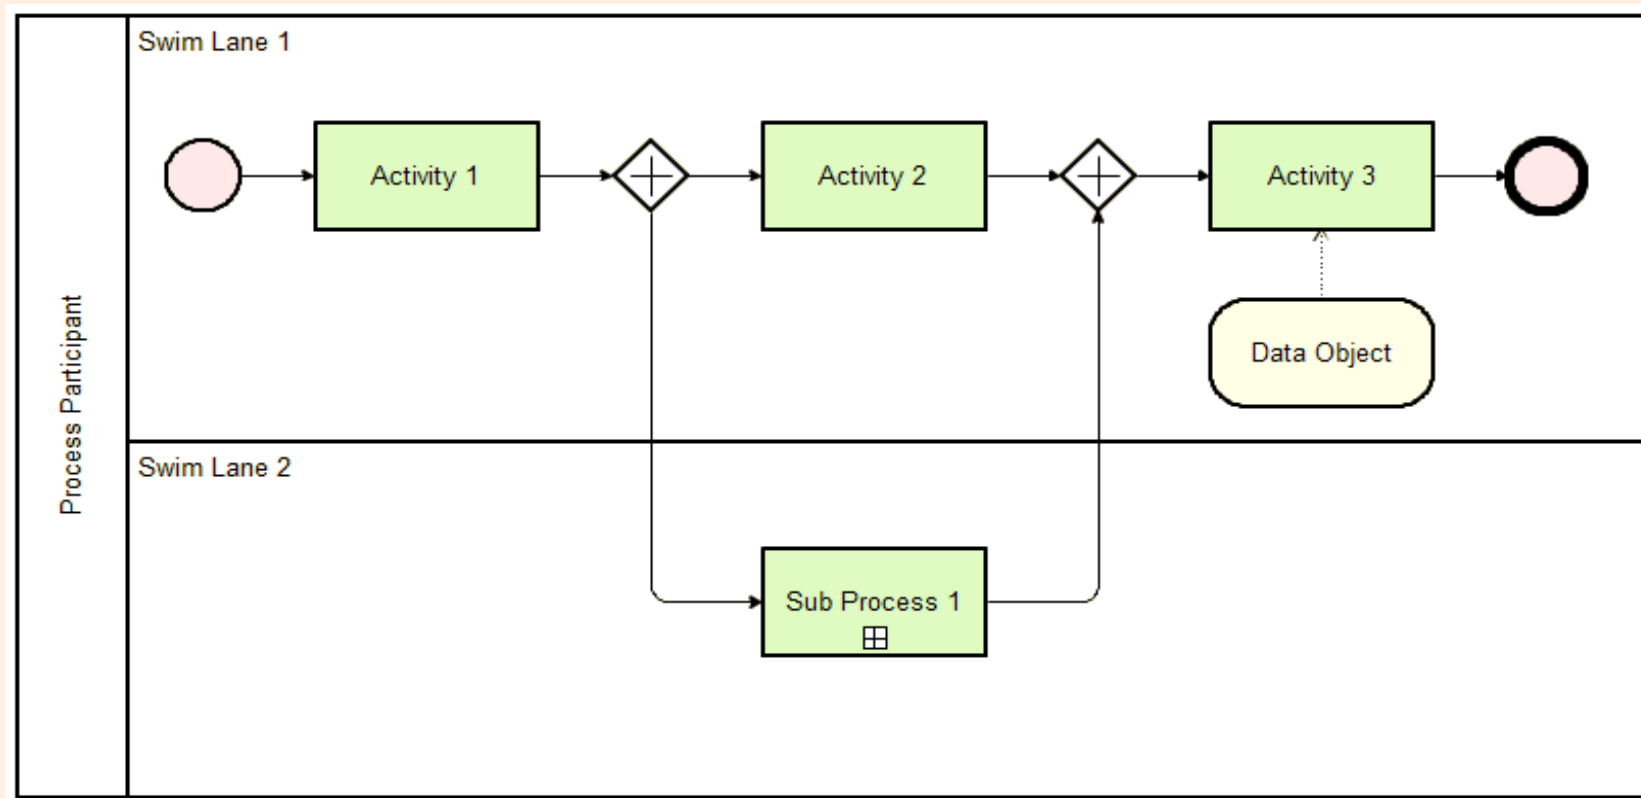 Swim Lane 1
Activity 1
Activity 2
Activity 3
Data Object
Process Participant
Swim Lane 2
Sub Process 1